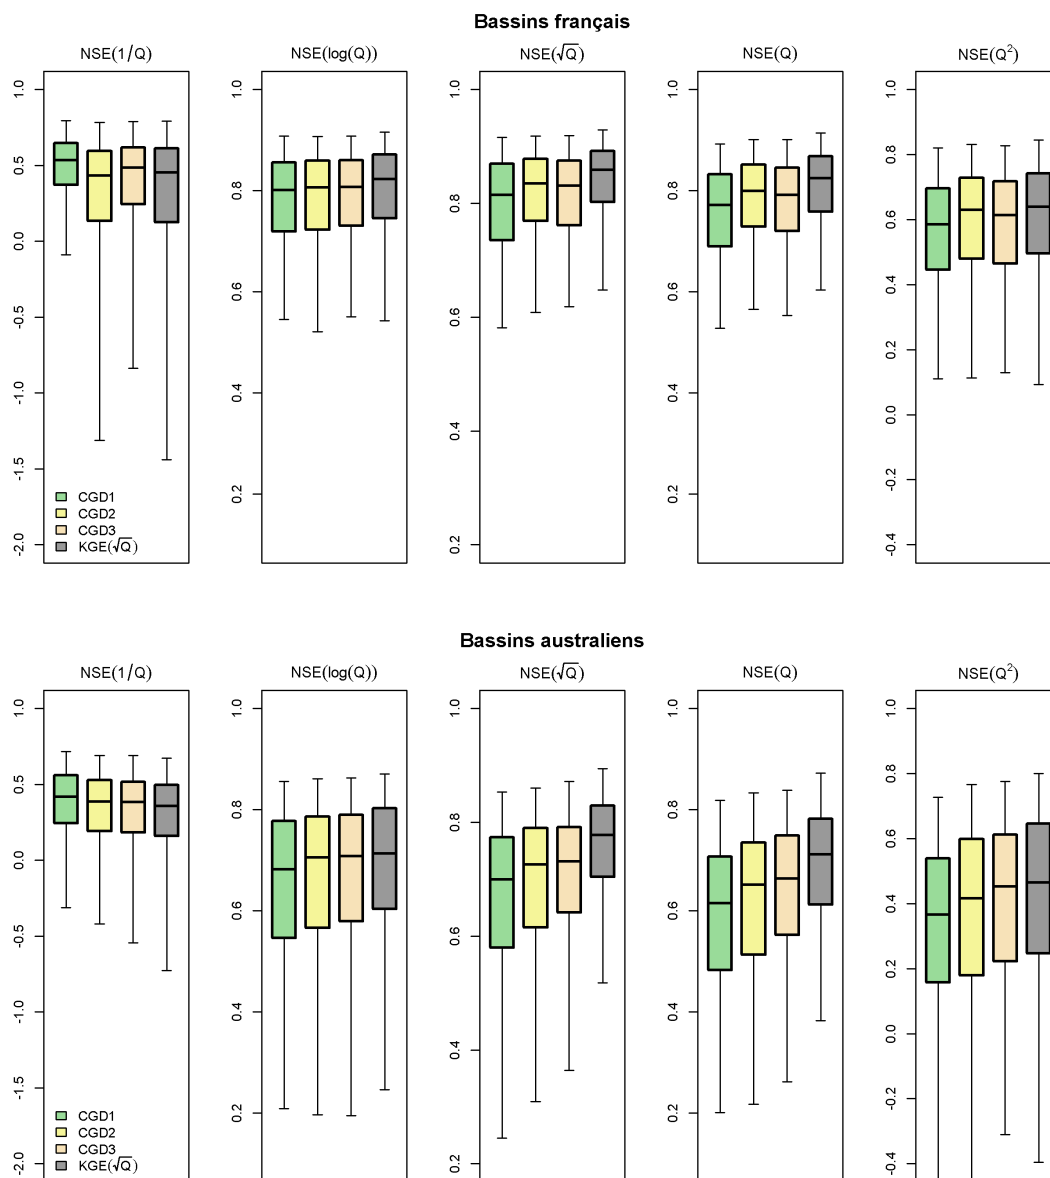 Bassins français
NSE(1/Q) NSE(log(Q)) NSE(√Q) NSE(Q) NSE(Q²)
1.0 0.5 0.0 -0.5 -1.0 -1.5 -2.0
1.0 0.8 0.6 0.4 0.2
1.0 0.8 0.6 0.4 0.2
1.0 0.8 0.6 0.4 0.2
1.0 0.8 0.6 0.4 0.2 0.0 -0.2 -0.4
CGD1
CGD2
CGD3
KGE(√Q)
Bassins australiens
NSE(1/Q) NSE(log(Q)) NSE(√Q) NSE(Q) NSE(Q²)
1.0 0.5 0.0 -0.5 -1.0 -1.5 -2.0
1.0 0.8 0.6 0.4 0.2
1.0 0.8 0.6 0.4 0.2
1.0 0.8 0.6 0.4 0.2
1.0 0.8 0.6 0.4 0.2 0.0 -0.2 -0.4
CGD1
CGD2
CGD3
KGE(√Q)